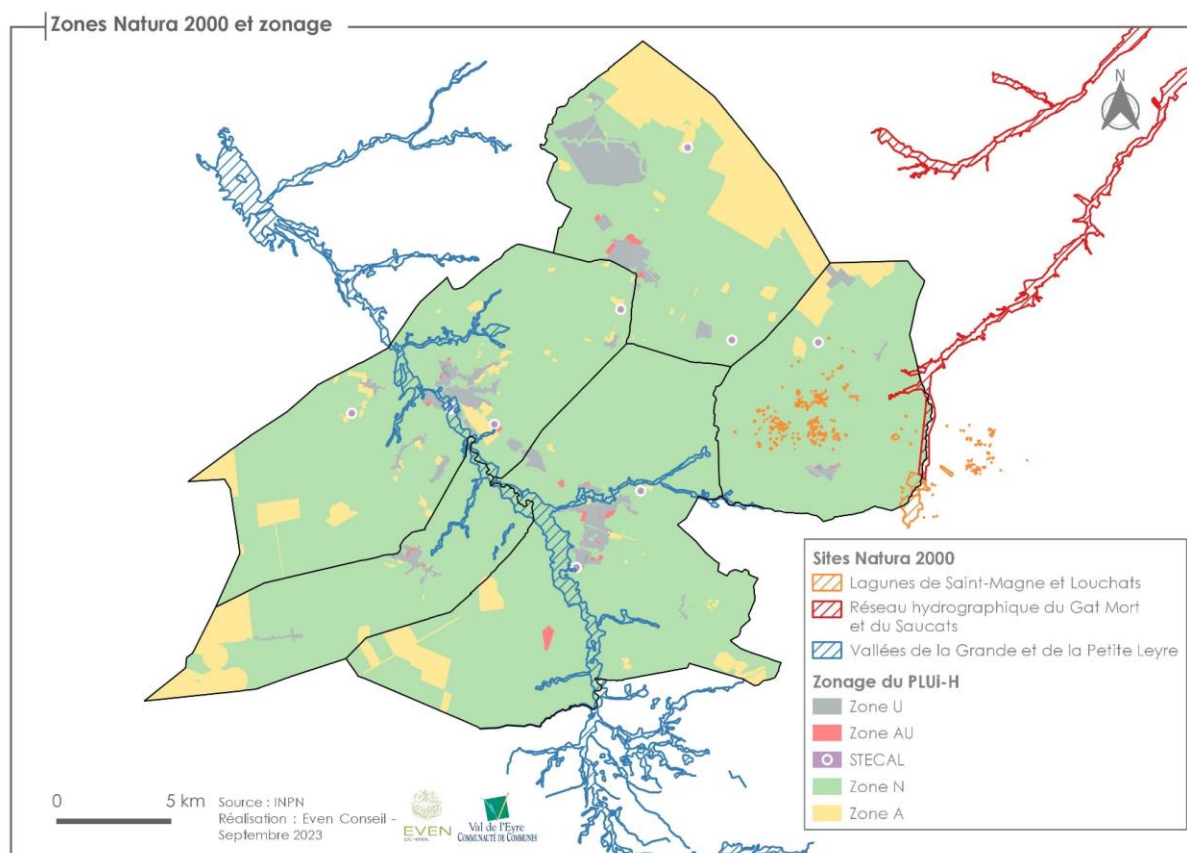 Zones Natura 2000 et zonage
N
Sites Natura 2000
Lagunes de Saint-Magne et Louchats
Réseau hydrographique du Gat Mort
et du Saucats
Vallées de la Grande et de la Petite Leyre
Zonage du PLUi-H
Zone U
Zone AU
STECAL
Zone N
Zone A
0 5 km
Source : INPN
Réalisation : Even Conseil -
Septembre 2023
EVEN
CONSEIL
Val de l'Eyre
COMMUNAUTÉ DE COMMUNES